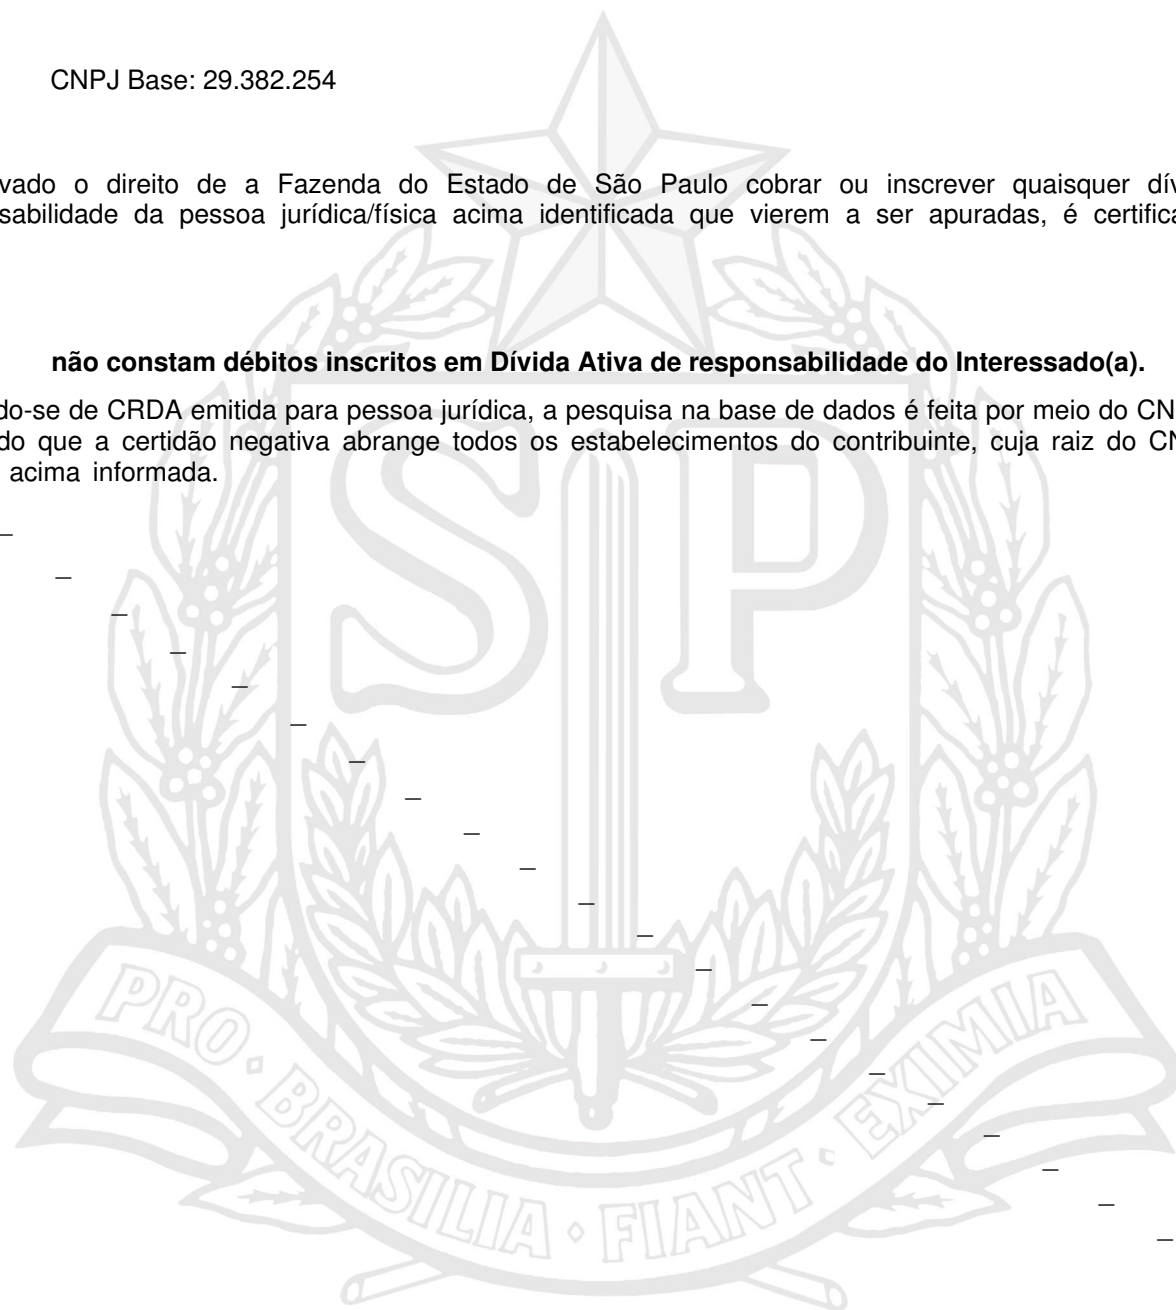 CNPJ Base: 29.382.254
vado o direito de a Fazenda do Estado de São Paulo cobrar ou inscrever quaisquer dív
sabilidade da pessoa jurídica/física acima identificada que vierem a ser apuradas, é certifica
não constam débitos inscritos em Dívida Ativa de responsabilidade do Interessado(a).
do-se de CRDA emitida para pessoa jurídica, a pesquisa na base de dados é feita por meio do CN
do que a certidão negativa abrange todos os estabelecimentos do contribuinte, cuja raiz do CN
acima informada.
SP
PRO · BRASILIA · FIANT · EXIMIA